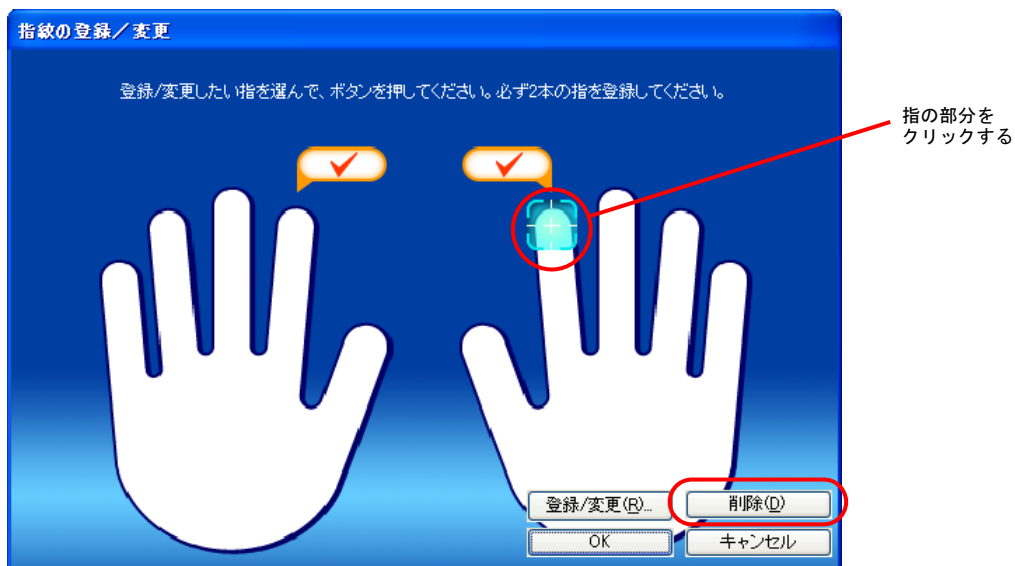 指紋の登録／変更
登録/変更したい指を選んで、ボタンを押してください。必ず2本の指を登録してください。
指の部分を
クリックする
登録/変更(R)...
削除(D)
OK
キャンセル